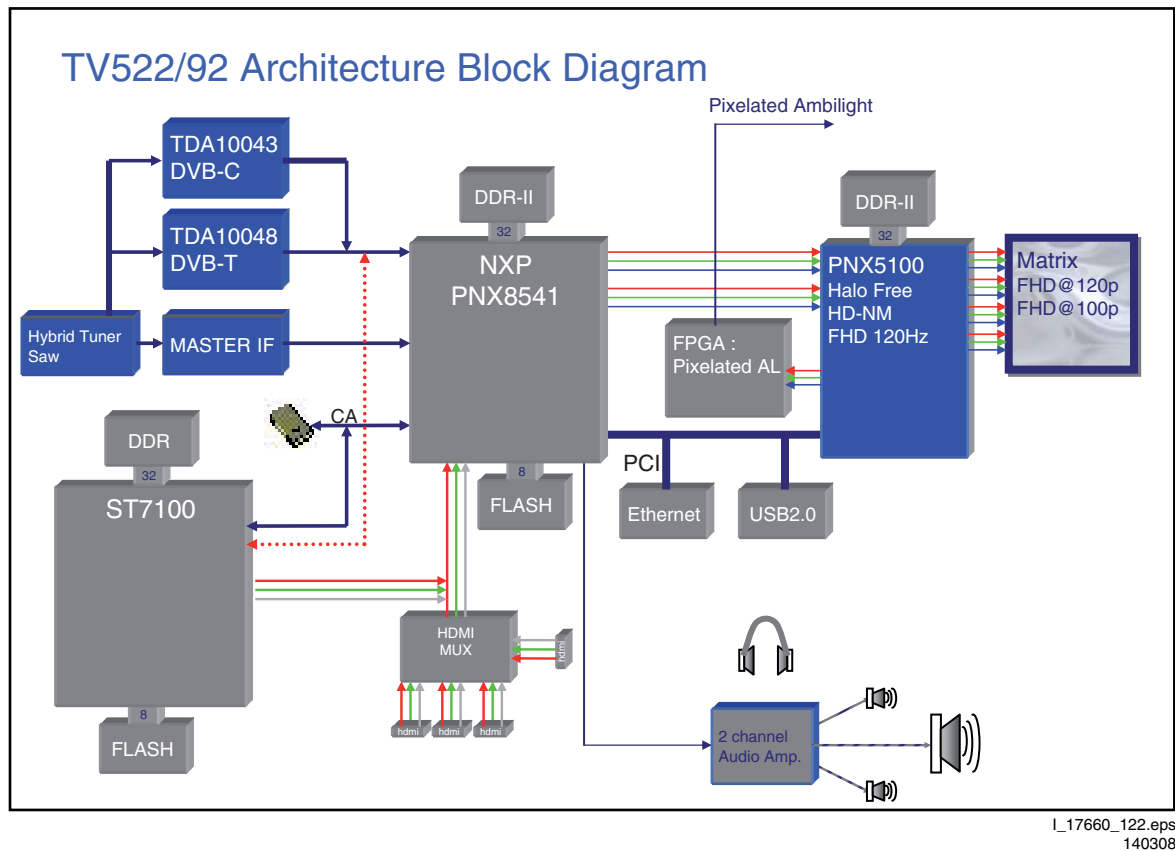 TV522/92 Architecture Block Diagram
Pixelated Ambilight
TDA10043
DVB-C
TDA10048
DVB-T
Hybrid Tuner
Saw
MASTER IF
DDR-II
32
NXP
PNX8541
DDR-II
32
PNX5100
Halo Free
HD-NM
FHD 120Hz
Matrix
FHD@120p
FHD@100p
FPGA :
Pixelated AL
CA
DDR
32
ST7100
8
FLASH
PCI
Ethernet
USB2.0
HDMI
MUX
hdmi
hdmi
hdmi
hdmi
8
FLASH
2 channel
Audio Amp.
I_17660_122.eps
140308